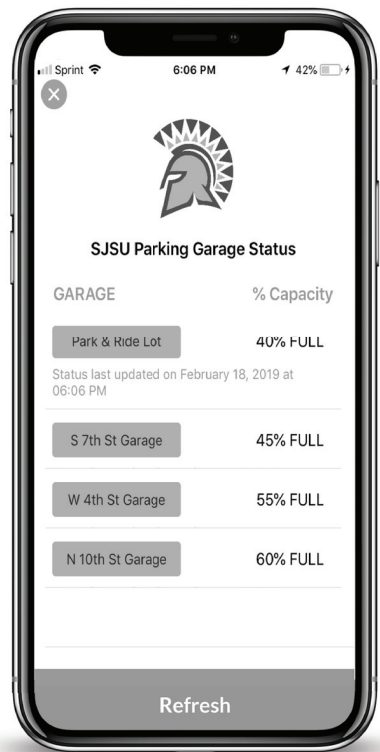 Sprint 6:06 PM 42%
SJSU Parking Garage Status
GARAGE % Capacity
Park & Ride Lot 40% FULL
Status last updated on February 18, 2019 at
06:06 PM
S 7th St Garage 45% FULL
W 4th St Garage 55% FULL
N 10th St Garage 60% FULL
Refresh